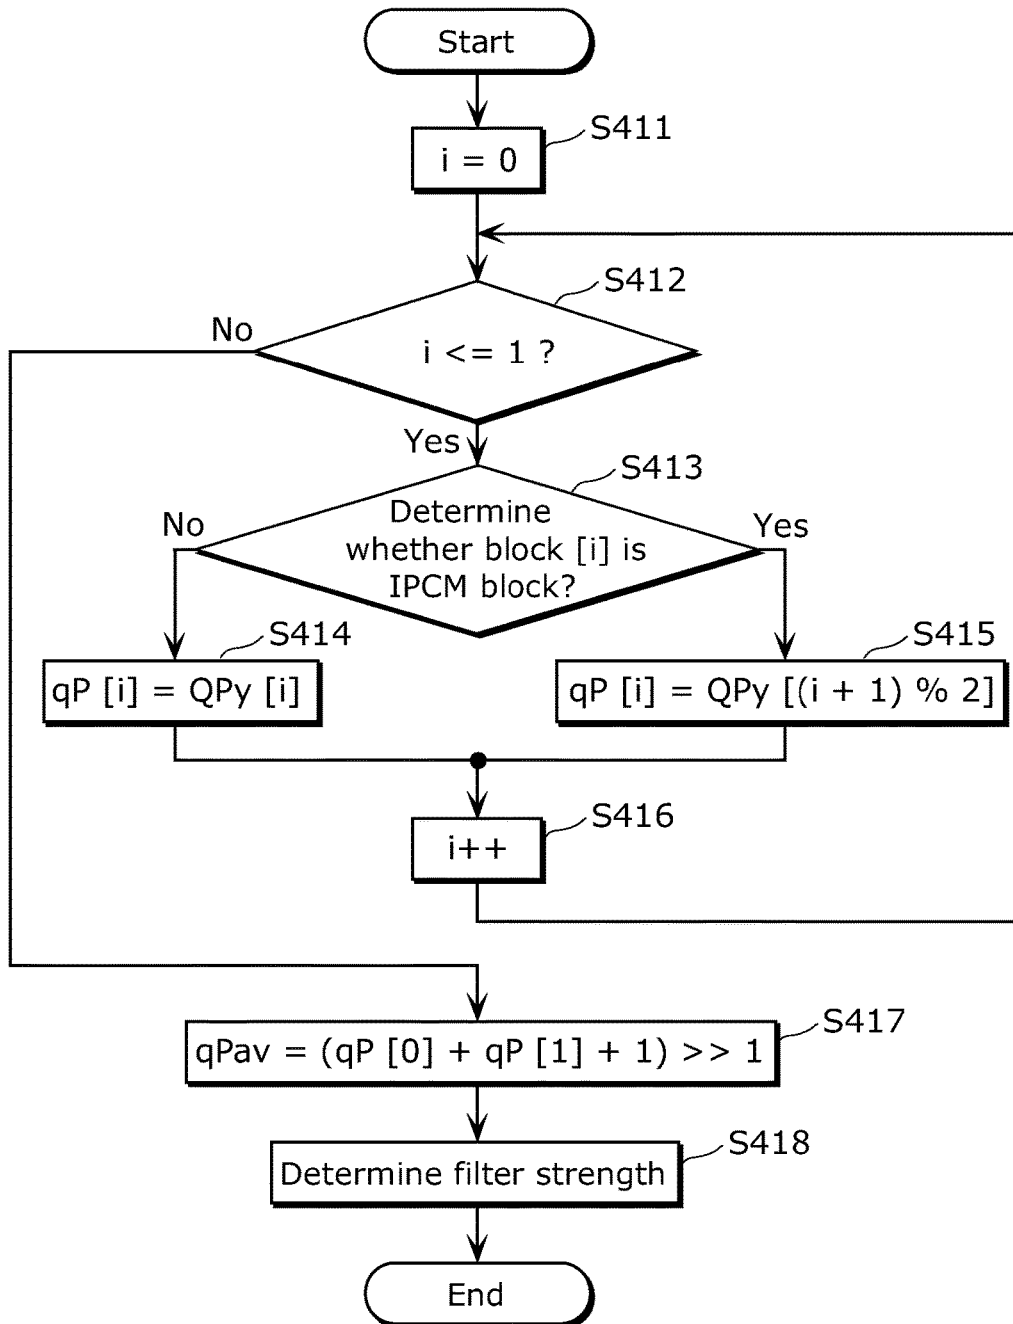 Start
S411
i = 0
S412
No
i <= 1 ?
Yes
S413
No
Determine
whether block [i] is
IPCM block?
Yes
S414
S415
qP [i] = QPy [i]
qP [i] = QPy [(i + 1) % 2]
S416
i++
S417
qPav = (qP [0] + qP [1] + 1) >> 1
S418
Determine filter strength
End